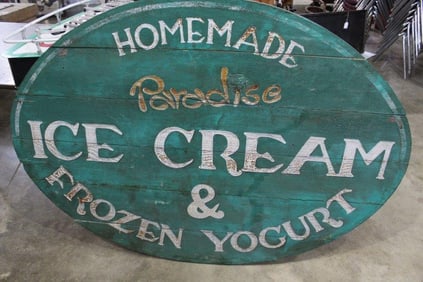 HOMEMADE
Paradise
ICE CREAM
&
FROZEN YOGURT